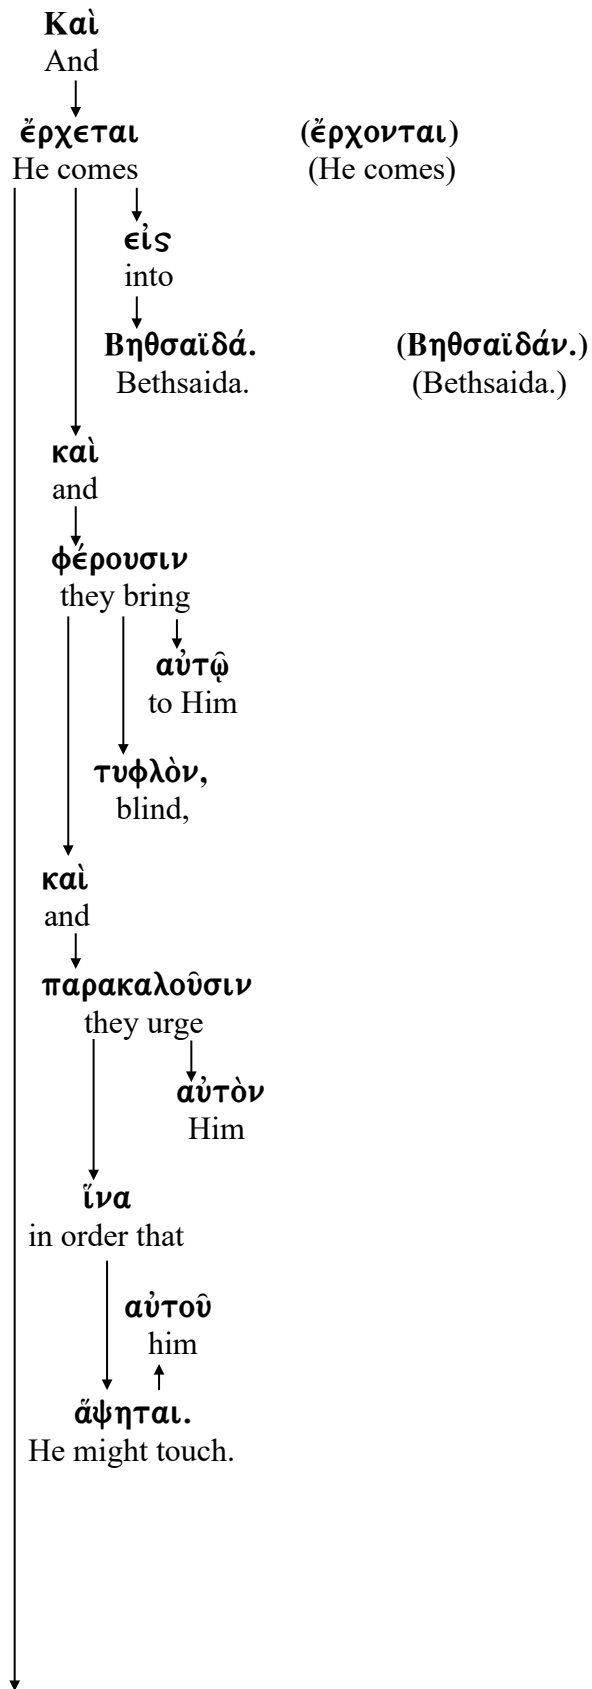 Καὶ
And
ἔρχεται (ἔρχονται)
He comes (He comes)
εἰς
into
Βηθσαϊδά. (Βηθσαϊδάν.)
Bethsaida. (Bethsaida.)
καὶ
and
φέρουσιν
they bring
αὐτῷ
to Him
τυφλὸν,
blind,
καὶ
and
παρακαλοῦσιν
they urge
αὐτὸν
Him
ἵνα
in order that
αὐτοῦ
him
ἅψηται.
He might touch.